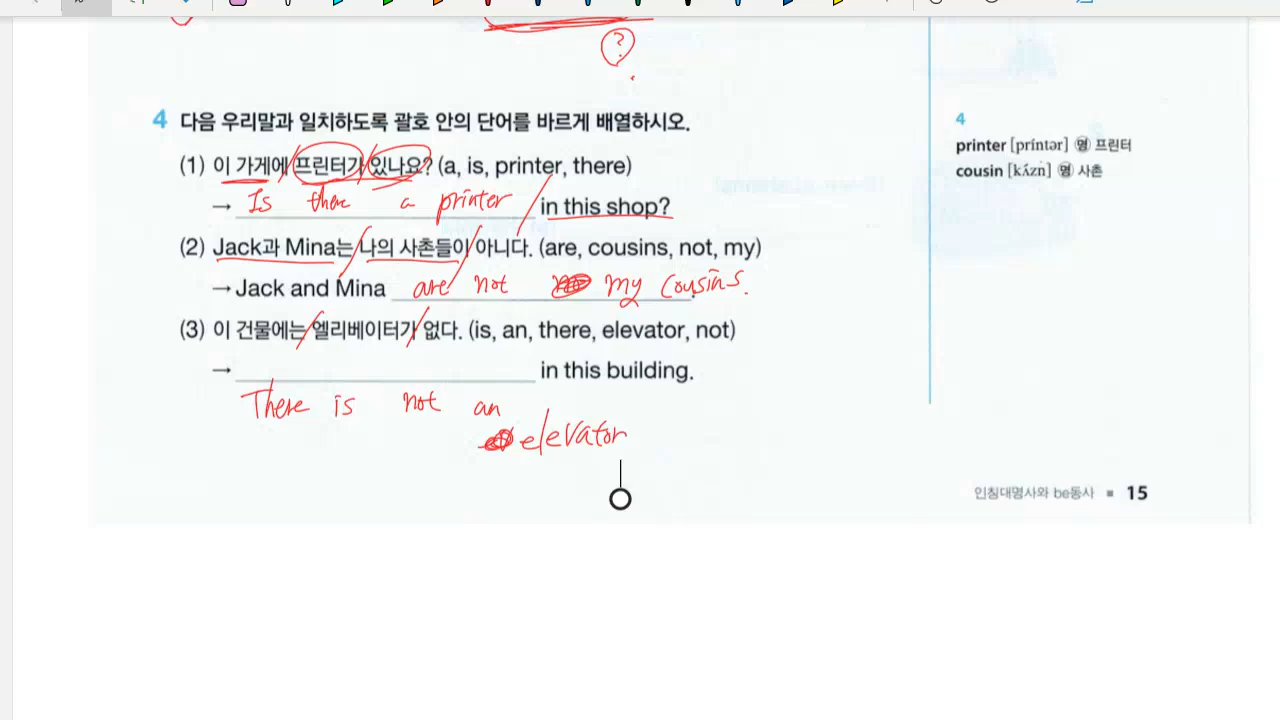 ?
4 다음 우리말과 일치하도록 괄호 안의 단어를 바르게 배열하시오.
(1) 이 가게에 프린터가 있나요? (a, is, printer, there)
→ Is there a printer in this shop?
(2) Jack과 Mina는 나의 사촌들이 아니다. (are, cousins, not, my)
→ Jack and Mina are not my cousins.
(3) 이 건물에는 엘리베이터가 없다. (is, an, there, elevator, not)
→ in this building.
There is not an
elevator
4
printer [príntər] 명 프린터
cousin [kʌ́zn] 명 사촌
인칭대명사와 be동사 ■ 15